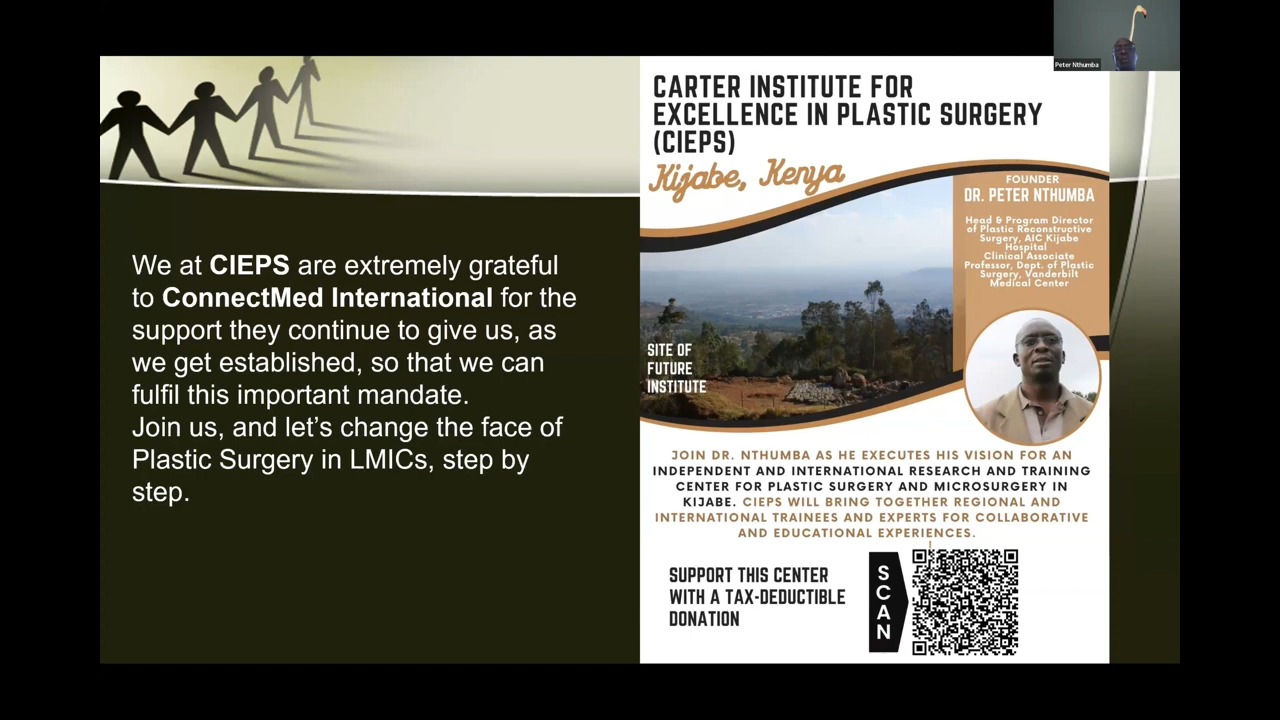 Peter Nthumba
We at CIEPS are extremely grateful
to ConnectMed International for the
support they continue to give us, as
we get established, so that we can
fulfil this important mandate.
Join us, and let’s change the face of
Plastic Surgery in LMICs, step by
step.
CARTER INSTITUTE FOR
EXCELLENCE IN PLASTIC SURGERY
(CIEPS)
Kijabe, Kenya
FOUNDER
DR. PETER NTHUMBA
Head & Program Director
of Plastic Reconstructive
Surgery, AIC Kijabe
Hospital
Clinical Associate
Professor, Dept. of Plastic
Surgery, Vanderbilt
Medical Center
SITE OF
FUTURE
INSTITUTE
JOIN DR. NTHUMBA AS HE EXECUTES HIS VISION FOR AN
INDEPENDENT AND INTERNATIONAL RESEARCH AND TRAINING
CENTER FOR PLASTIC SURGERY AND MICROSURGERY IN
KIJABE. CIEPS WILL BRING TOGETHER REGIONAL AND
INTERNATIONAL TRAINEES AND EXPERTS FOR COLLABORATIVE
AND EDUCATIONAL EXPERIENCES.
SUPPORT THIS CENTER
WITH A TAX-DEDUCTIBLE
DONATION
SCAN